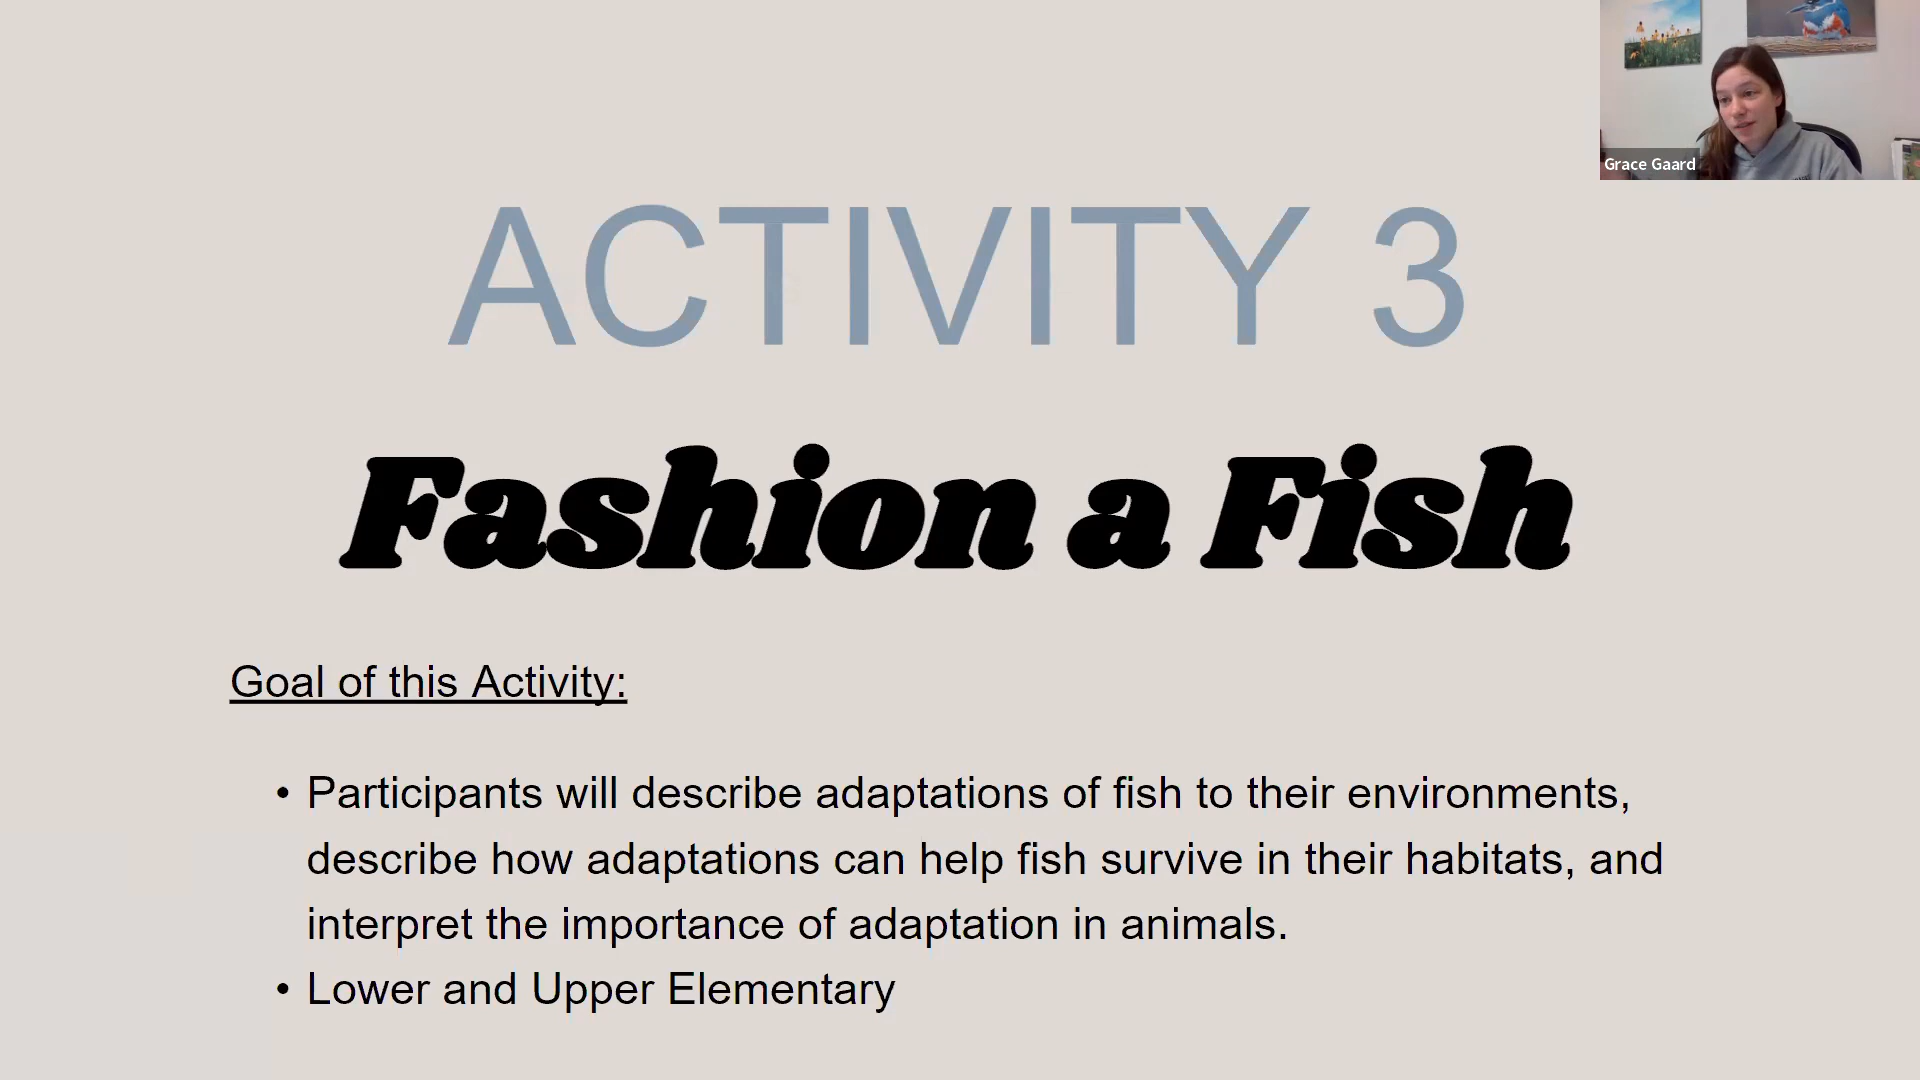 Grace Gaard
ACTIVITY 3
Fashion a Fish
Goal of this Activity:
• Participants will describe adaptations of fish to their environments,
describe how adaptations can help fish survive in their habitats, and
interpret the importance of adaptation in animals.
• Lower and Upper Elementary